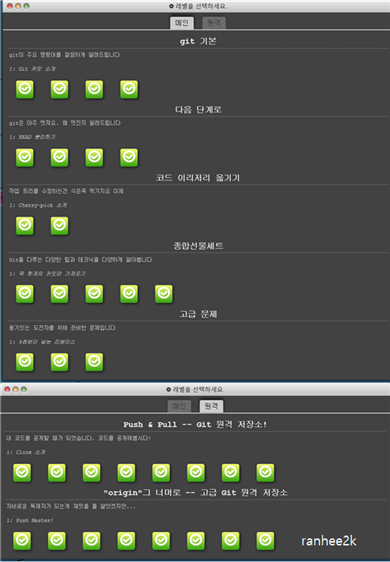 레벨을 선택하세요.
메인 원격
git 기본
git의 주요 명령어를 깔끔하게 알려드립니다
1: Git 커밋 소개
다음 단계로
git은 아주 멋져요. 왜 멋진지 알려드립니다
1: HEAD 분리하기
코드 이리저리 옮기기
작업 트리를 수정하는건 식은죽 먹기지요 이제
1: Cherry-pick 소개
종합선물세트
Git을 다루는 다양한 팁과 테크닉을 다양하게 알아봅니다
1: 딱 한개의 커밋만 가져오기
고급 문제
용기있는 도전자를 위해 준비한 문제입니다
1: 9천번이 넘는 리베이스
레벨을 선택하세요.
메인 원격
Push & Pull -- Git 원격 저장소!
내 코드를 공개할 때가 되었습니다. 코드를 공개해봅시다!
1: Clone 소개
"origin"그 너머로 -- 고급 Git 원격 저장소
자비로운 독재자가 되는게 재밌을 줄 알았겠지만...
1: Push Master!
ranhee2k